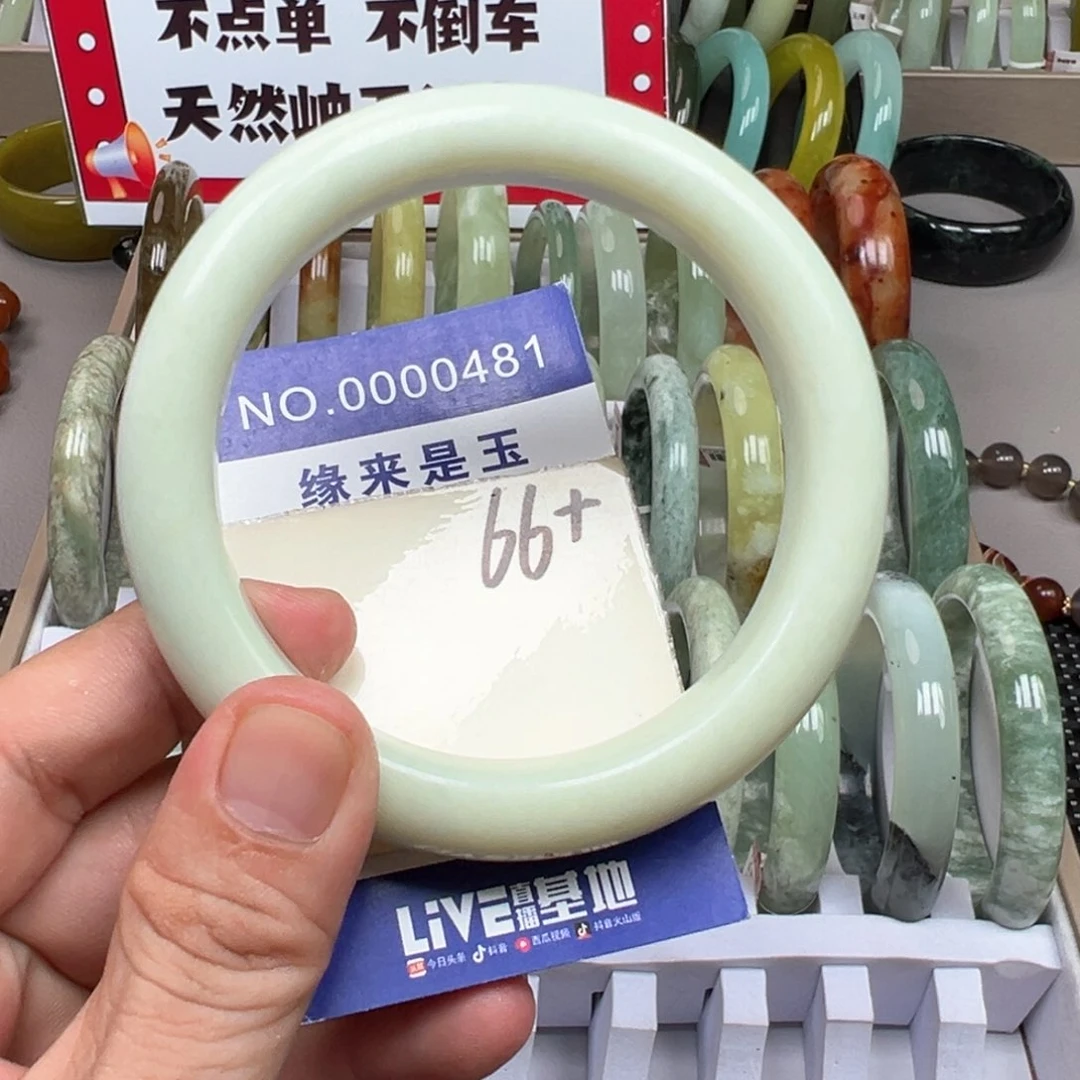 不点单 不倒车
天然岫玉
NO.0000481
缘来是玉
66+
LiVE直播基地
今日头条 抖音 西瓜视频 抖音火山版